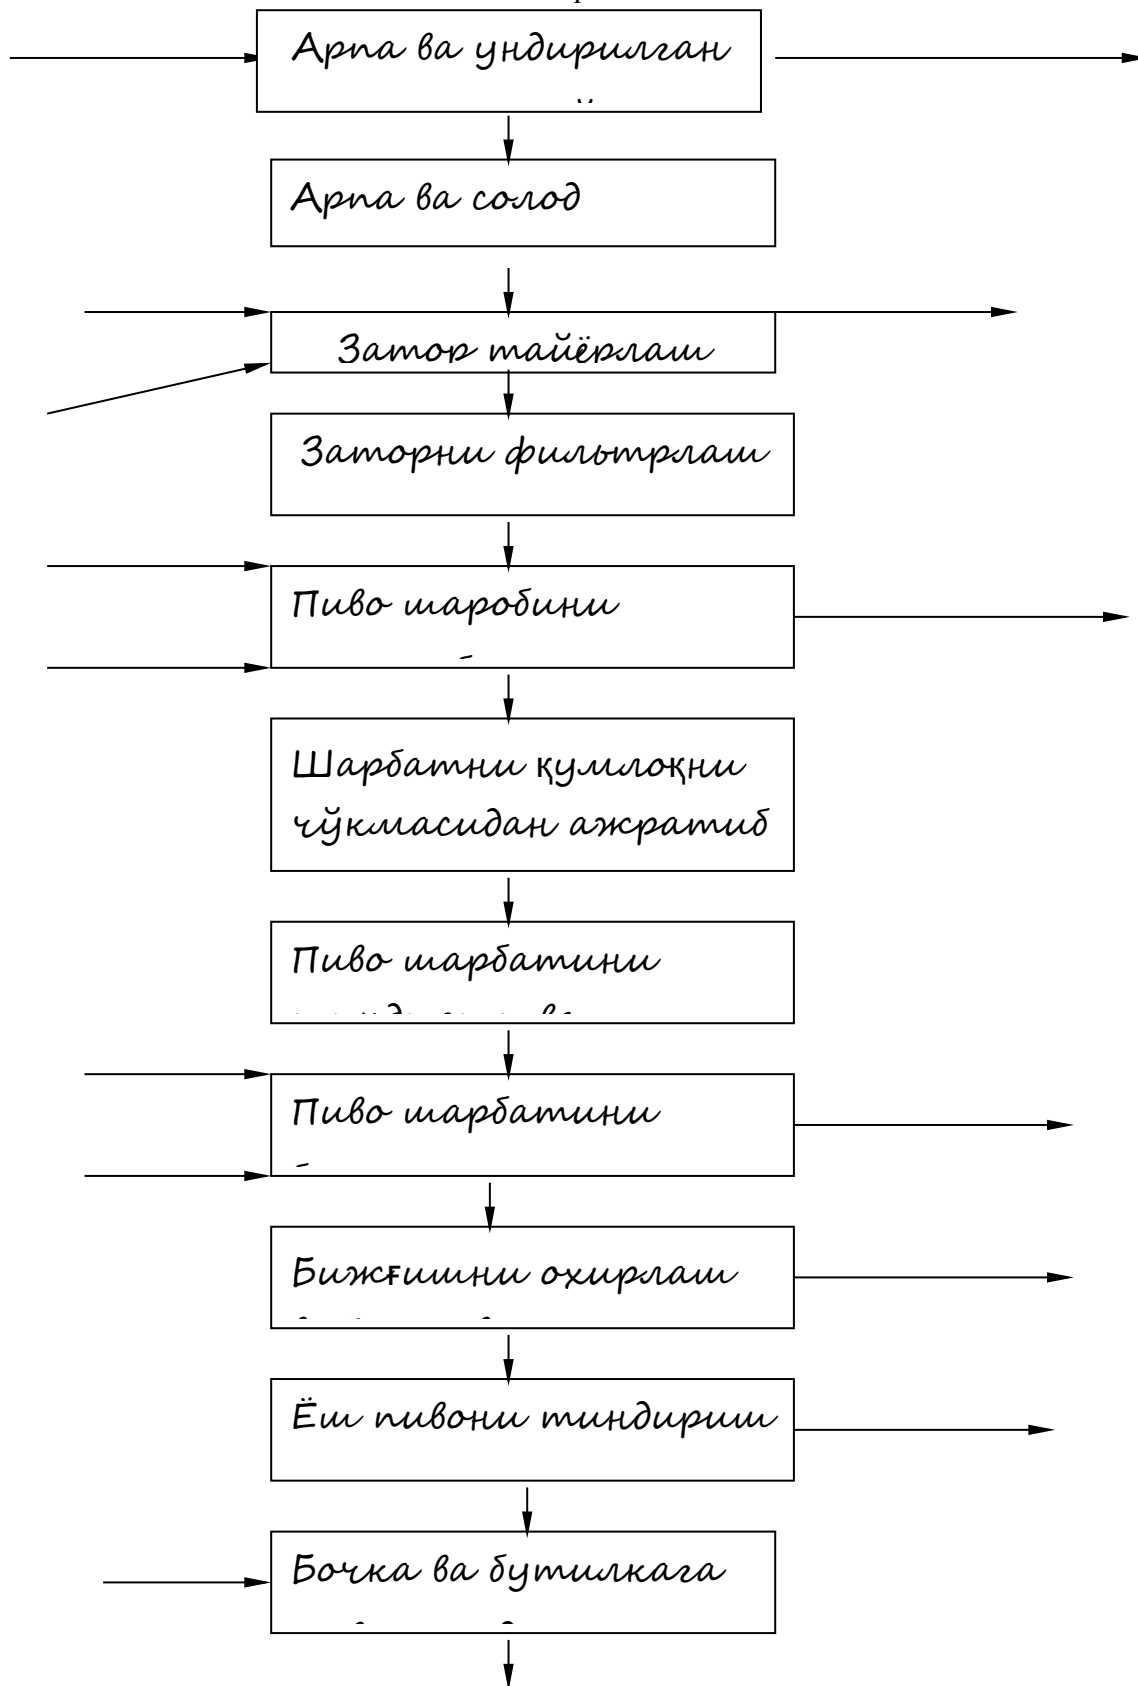 Арпа ва ундирилган
Арпа ва солод
Затор тайёрлаш
Заторни фильтрлаш
Пиво шаробини
Шарбатни қумлоқни
чўкмасидан ажратиб
Пиво шарбатини
Пиво шарбатини
Бижғишни охирлаш
Ёш пивони тиндириш
Бочка ва бутилкага